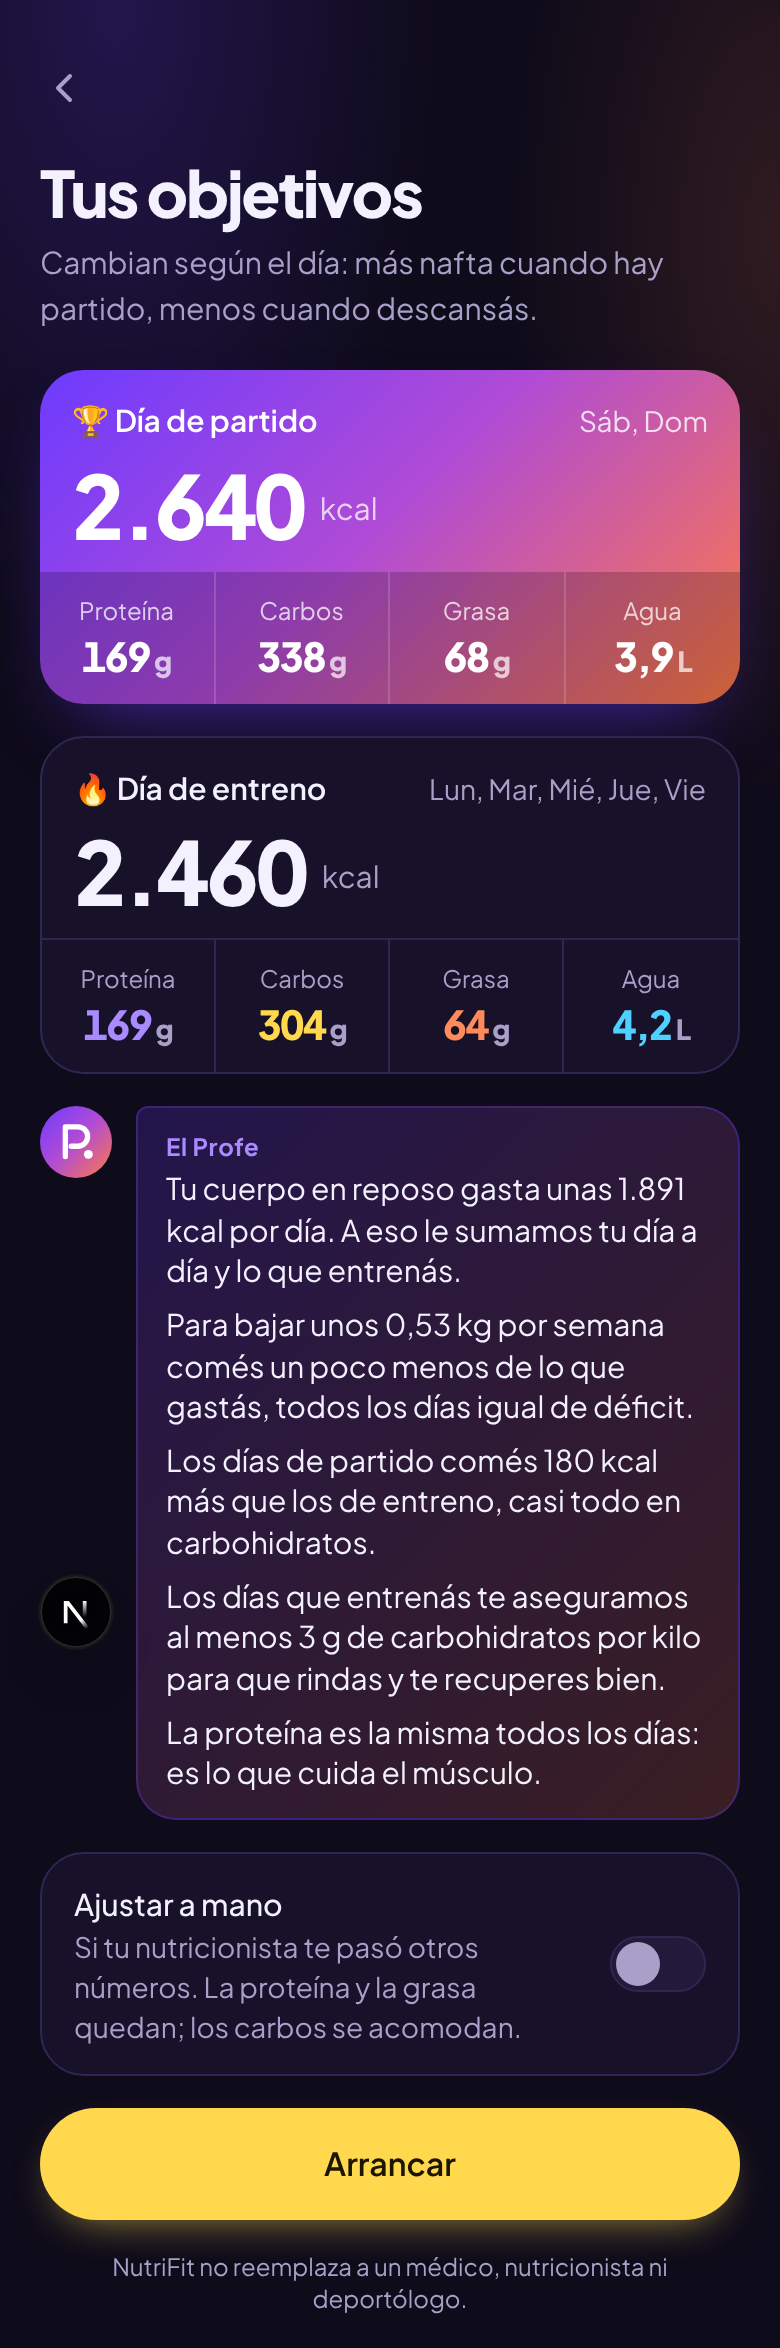 Tus objetivos
Cambian según el día: más nafta cuando hay
partido, menos cuando descansás.
🏆 Día de partido
Sáb, Dom
2.640 kcal
Proteína
Carbos
Grasa
Agua
169 g
338 g
68 g
3,9 L
🔥 Día de entreno
Lun, Mar, Mié, Jue, Vie
2.460 kcal
Proteína
Carbos
Grasa
Agua
169 g
304 g
64 g
4,2 L
P.
El Profe
Tu cuerpo en reposo gasta unas 1.891
kcal por día. A eso le sumamos tu día a
día y lo que entrenás.
Para bajar unos 0,53 kg por semana
comés un poco menos de lo que
gastás, todos los días igual de déficit.
Los días de partido comés 180 kcal
más que los de entreno, casi todo en
carbohidratos.
N
Los días que entrenás te aseguramos
al menos 3 g de carbohidratos por kilo
para que rindas y te recuperes bien.
La proteína es la misma todos los días:
es lo que cuida el músculo.
Ajustar a mano
Si tu nutricionista te pasó otros
números. La proteína y la grasa
quedan; los carbos se acomodan.
Arrancar
NutriFit no reemplaza a un médico, nutricionista ni
deportólogo.